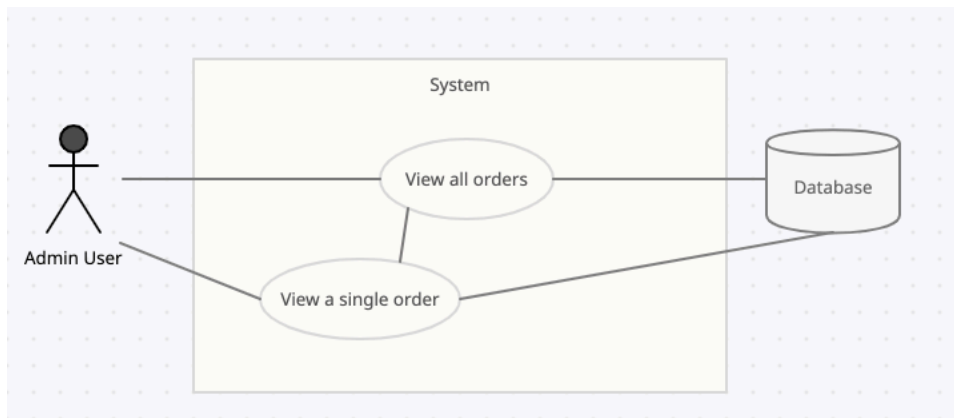 System
View all orders
Database
Admin User
View a single order